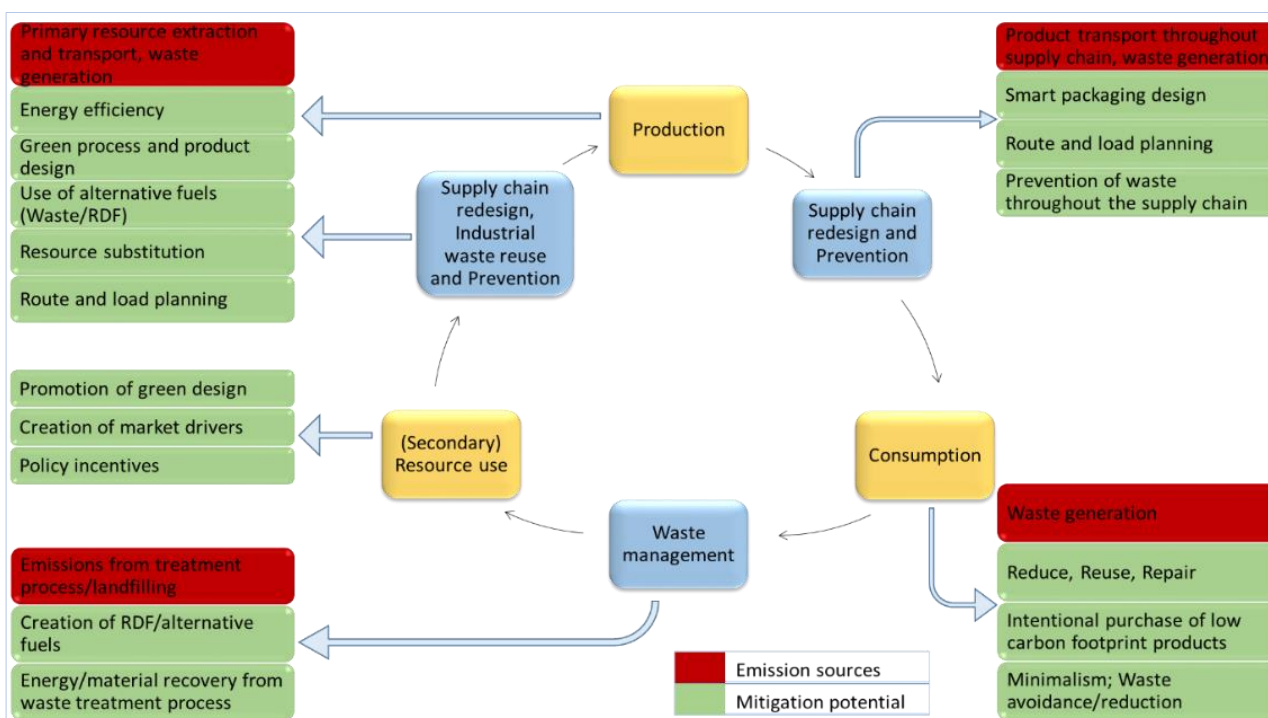 Primary resource extraction
and transport, waste
generation
Energy efficiency
Green process and product
design
Use of alternative fuels
(Waste/RDF)
Resource substitution
Route and load planning
Promotion of green design
Creation of market drivers
Policy incentives
Emissions from treatment
process/landfilling
Creation of RDF/alternative
fuels
Energy/material recovery from
waste treatment process
Production
Supply chain
redesign,
Industrial
waste reuse
and Prevention
Supply chain
redesign and
Prevention
(Secondary)
Resource use
Consumption
Waste
management
Product transport throughout
supply chain, waste generation
Smart packaging design
Route and load planning
Prevention of waste
throughout the supply chain
Waste generation
Reduce, Reuse, Repair
Intentional purchase of low
carbon footprint products
Minimalism; Waste
avoidance/reduction
Emission sources
Mitigation potential